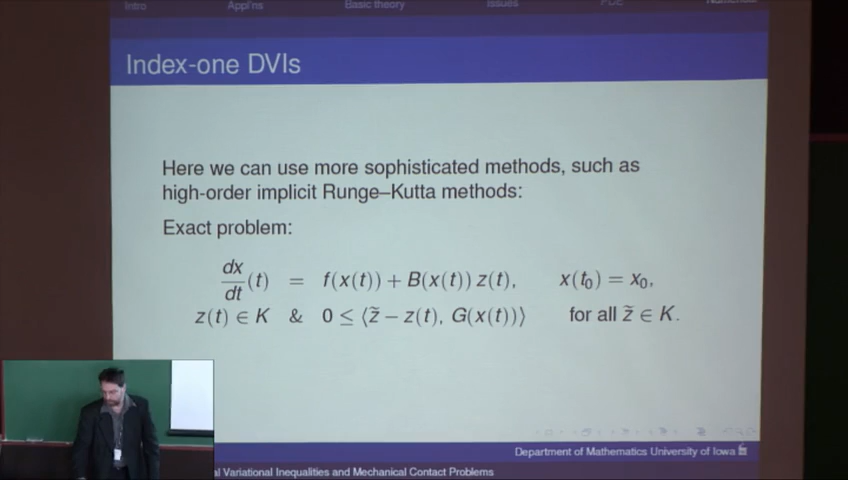 Intro Appl'ns Basic theory Issues PDE
Index-one DVIs
Here we can use more sophisticated methods, such as
high-order implicit Runge–Kutta methods:
Exact problem:
dx/dt (t) = f(x(t)) + B(x(t)) z(t), x(t₀) = x₀,
z(t) ∈ K & 0 ≤ ⟨z̃ − z(t), G(x(t))⟩ for all z̃ ∈ K.
Department of Mathematics University of Iowa
Variational Inequalities and Mechanical Contact Problems